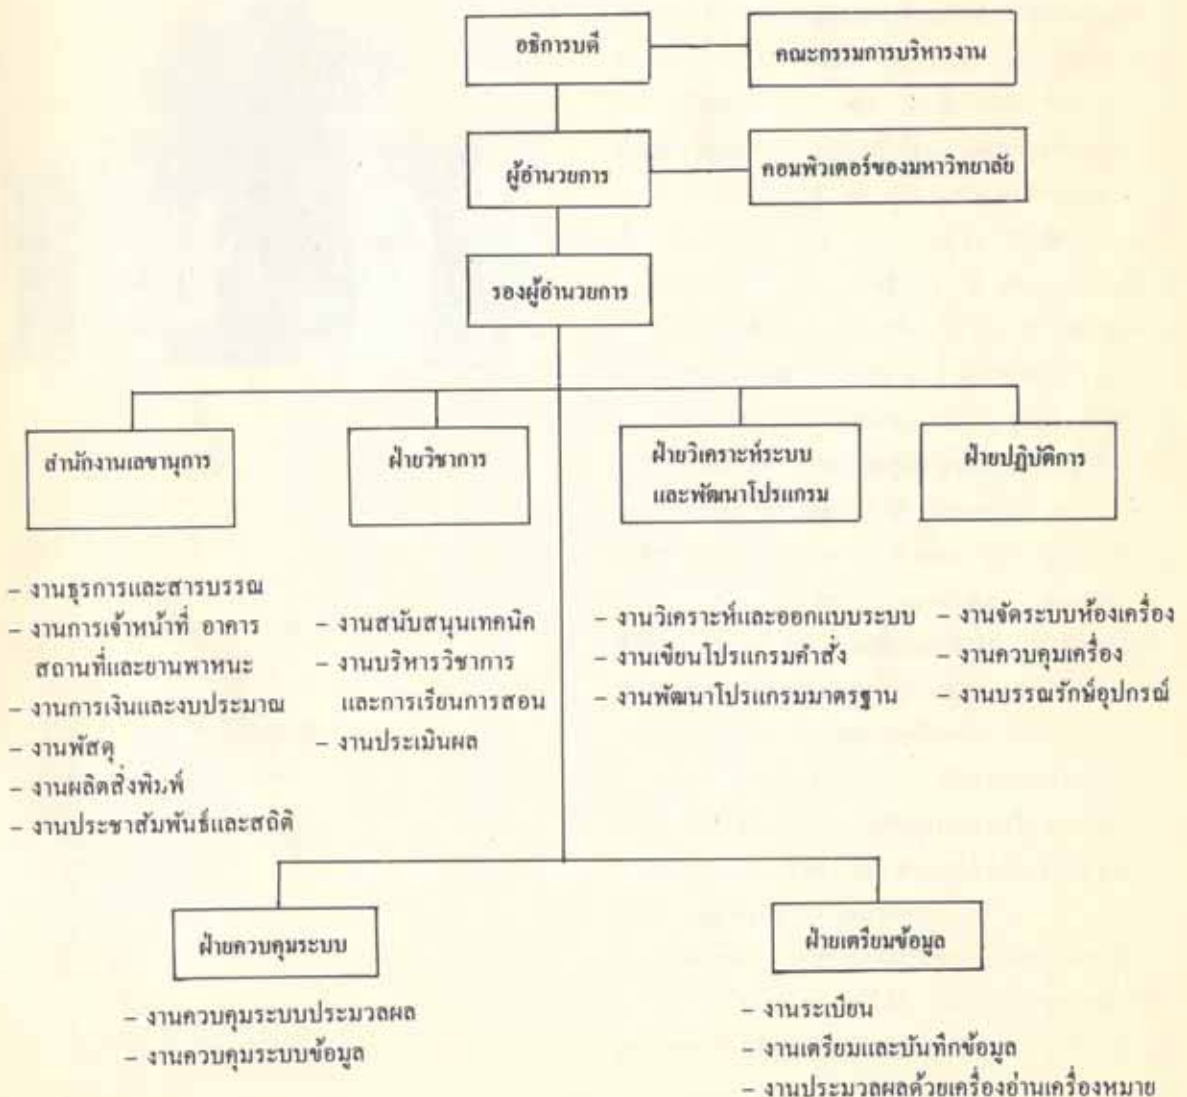 อธิการบดี
คณะกรรมการบริหารงาน
ผู้อำนวยการ
คอมพิวเตอร์ของมหาวิทยาลัย
รองผู้อำนวยการ
สำนักงานเลขานุการ
ฝ่ายวิชาการ
ฝ่ายวิเคราะห์ระบบ
และพัฒนาโปรแกรม
ฝ่ายปฏิบัติการ
– งานธุรการและสารบรรณ
– งานการเจ้าหน้าที่ อาคาร
สถานที่และยานพาหนะ
– งานการเงินและงบประมาณ
– งานพัสดุ
– งานผลิตสิ่งพิมพ์
– งานประชาสัมพันธ์และสถิติ
– งานสนับสนุนเทคนิค
– งานบริหารวิชาการ
และการเรียนการสอน
– งานประเมินผล
– งานวิเคราะห์และออกแบบระบบ
– งานเขียนโปรแกรมคำสั่ง
– งานพัฒนาโปรแกรมมาตรฐาน
– งานจัดระบบห้องเครื่อง
– งานควบคุมเครื่อง
– งานบรรณรักษ์อุปกรณ์
ฝ่ายควบคุมระบบ
– งานควบคุมระบบประมวลผล
– งานควบคุมระบบข้อมูล
ฝ่ายเตรียมข้อมูล
– งานระเบียน
– งานเตรียมและบันทึกข้อมูล
– งานประมวลผลด้วยเครื่องอ่านเครื่องหมาย